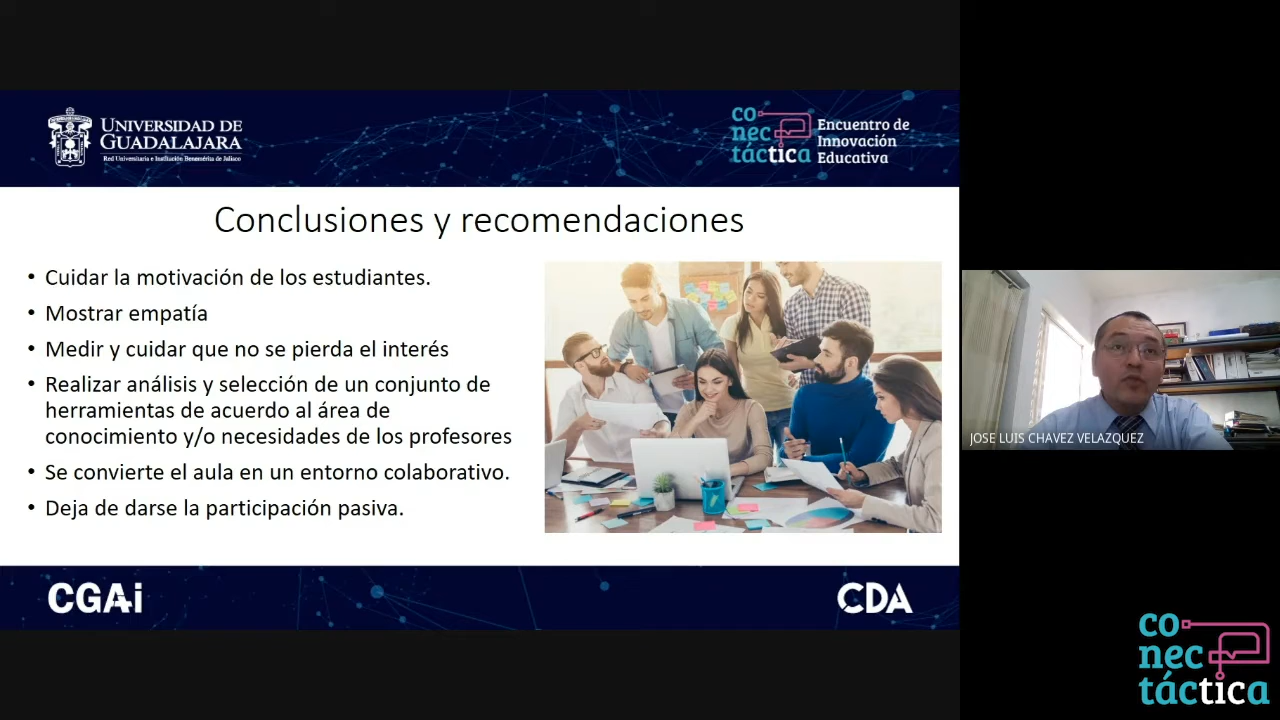 UNIVERSIDAD DE
GUADALAJARA
Red Universitaria e Institución Benemérita de Jalisco
co
nec
táctica
Encuentro de
Innovación
Educativa
Conclusiones y recomendaciones
• Cuidar la motivación de los estudiantes.
• Mostrar empatía
• Medir y cuidar que no se pierda el interés
• Realizar análisis y selección de un conjunto de
herramientas de acuerdo al área de
conocimiento y/o necesidades de los profesores
• Se convierte el aula en un entorno colaborativo.
• Deja de darse la participación pasiva.
JOSE LUIS CHAVEZ VELAZQUEZ
CGAi
CDA
co
nec
táctica